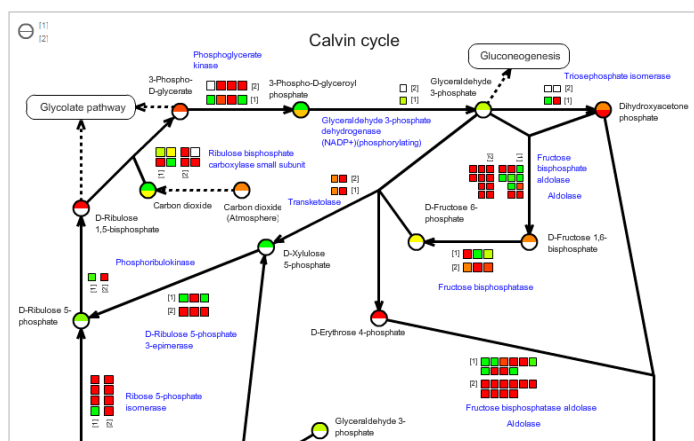 [1]
[2]
Calvin cycle
Gluconeogenesis
Phosphoglycerate
kinase
3-Phospho-
D-glycerate
[2]
[1]
3-Phospho-D-glyceroyl
phosphate
[2]
[1]
Glyceraldehyde
3-phosphate
Triosephosphate isomerase
[2]
[1]
Dihydroxyacetone
phosphate
Glycolate pathway
Glyceraldehyde 3-phosphate
dehydrogenase
(NADP+)(phosphorylating)
Ribulose bisphosphate
carboxylase small subunit
[1]
[2]
[2]
[1]
Fructose
bisphosphate
aldolase
Aldolase
[2]
[1]
Transketolase
Carbon dioxide
Carbon dioxide
(Atmosphere)
D-Ribulose
1,5-bisphosphate
D-Fructose 6-
phosphate
D-Fructose 1,6-
bisphosphate
D-Xylulose
5-phosphate
Phosphoribulokinase
[1]
[2]
[1]
[2]
Fructose bisphosphatase
[1]
[2]
D-Ribulose 5-
phosphate
D-Ribulose 5-phosphate
3-epimerase
D-Erythrose 4-phosphate
[1]
[2]
Fructose bisphosphatase aldolase
Aldolase
Ribose 5-phosphate
isomerase
[1]
[2]
Glyceraldehyde 3-
phosphate